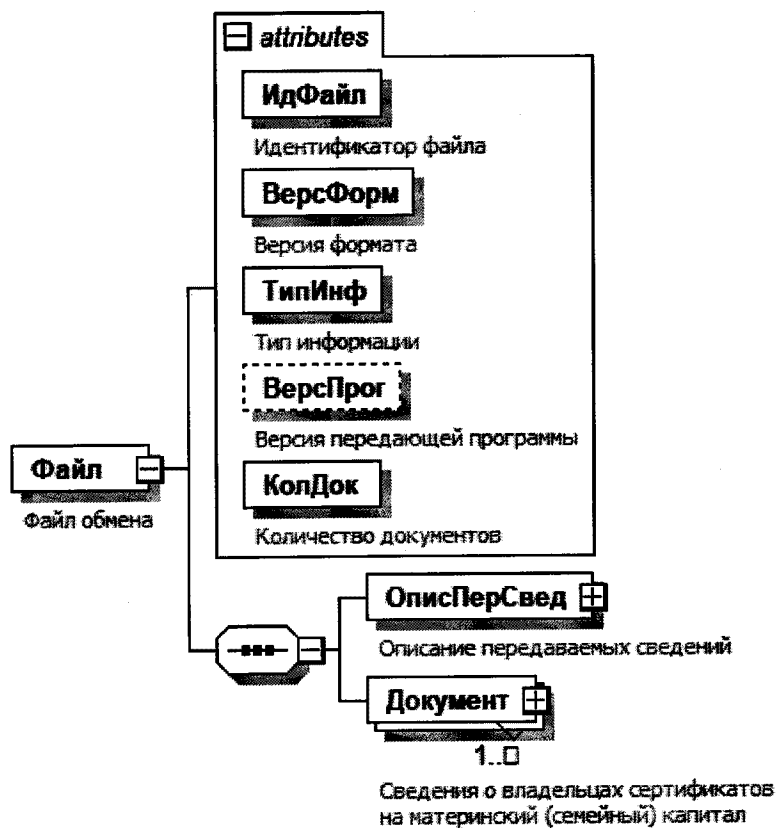 attributes
ИдФайл
Идентификатор файла
ВерсФорм
Версия формата
ТипИнф
Тип информации
ВерсПрог
Версия передающей программы
КолДок
Количество документов
Файл
Файл обмена
ОписПерСвед
Описание передаваемых сведений
Документ
1..□
Сведения о владельцах сертификатов
на материнский (семейный) капитал